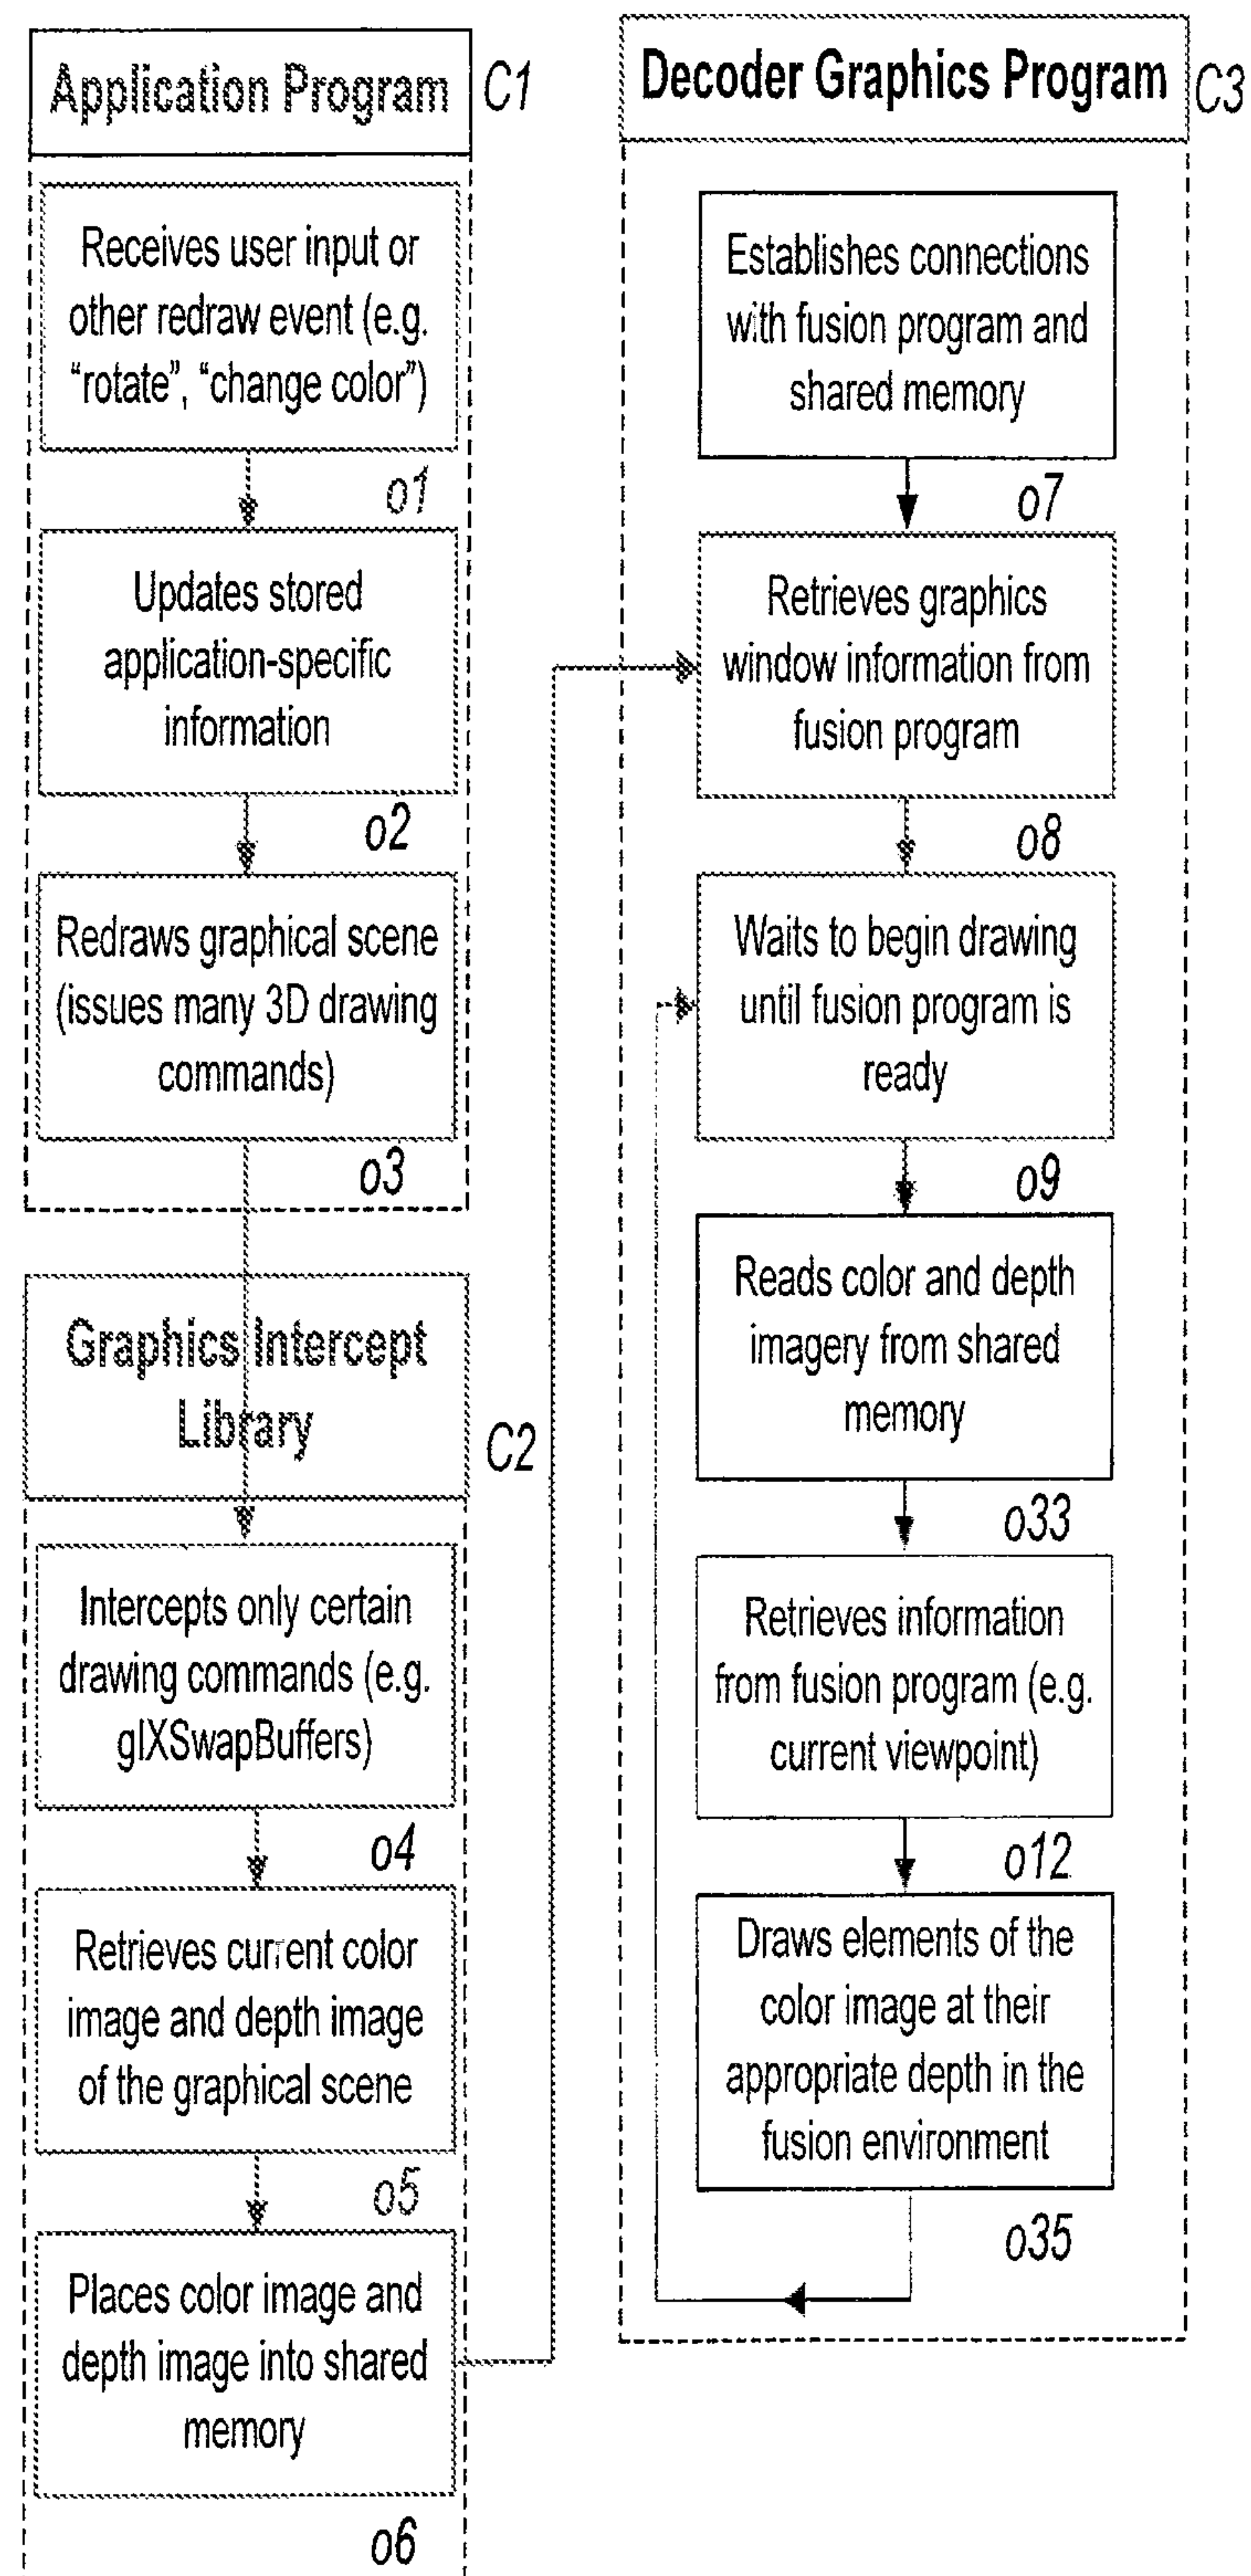 Application Program
C1
Receives user input or
other redraw event (e.g.
“rotate”, “change color”)
o1
Updates stored
application-specific
information
o2
Redraws graphical scene
(issues many 3D drawing
commands)
o3
Graphics Intercept
Library
C2
Intercepts only certain
drawing commands (e.g.
glXSwapBuffers)
o4
Retrieves current color
image and depth image
of the graphical scene
o5
Places color image and
depth image into shared
memory
o6
Decoder Graphics Program
C3
Establishes connections
with fusion program and
shared memory
o7
Retrieves graphics
window information from
fusion program
o8
Waits to begin drawing
until fusion program is
ready
o9
Reads color and depth
imagery from shared
memory
o33
Retrieves information
from fusion program (e.g.
current viewpoint)
o12
Draws elements of the
color image at their
appropriate depth in the
fusion environment
o35